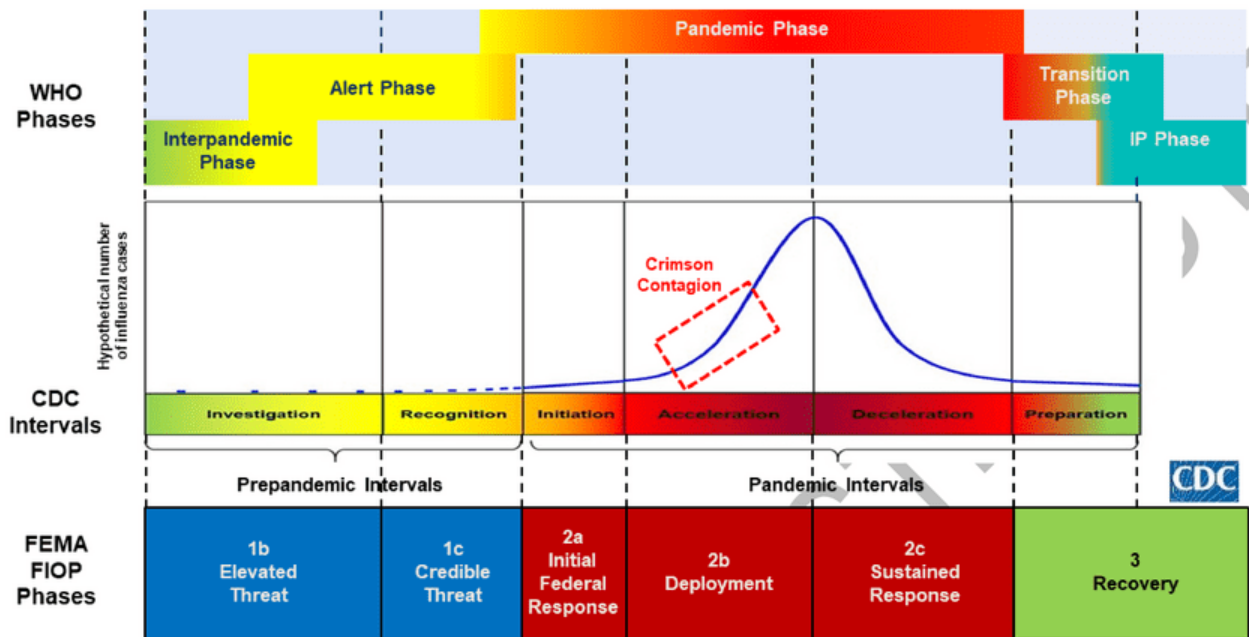 Pandemic Phase
WHO
Phases
Alert Phase
Transition
Phase
Interpandemic
Phase
IP Phase
Hypothetical number
of influenza cases
Crimson
Contagion
CDC
Intervals
Investigation
Recognition
Initiation
Acceleration
Deceleration
Preparation
Prepandemic Intervals
Pandemic Intervals
CDC
FEMA
FIOP
Phases
1b
Elevated
Threat
1c
Credible
Threat
2a
Initial
Federal
Response
2b
Deployment
2c
Sustained
Response
3
Recovery